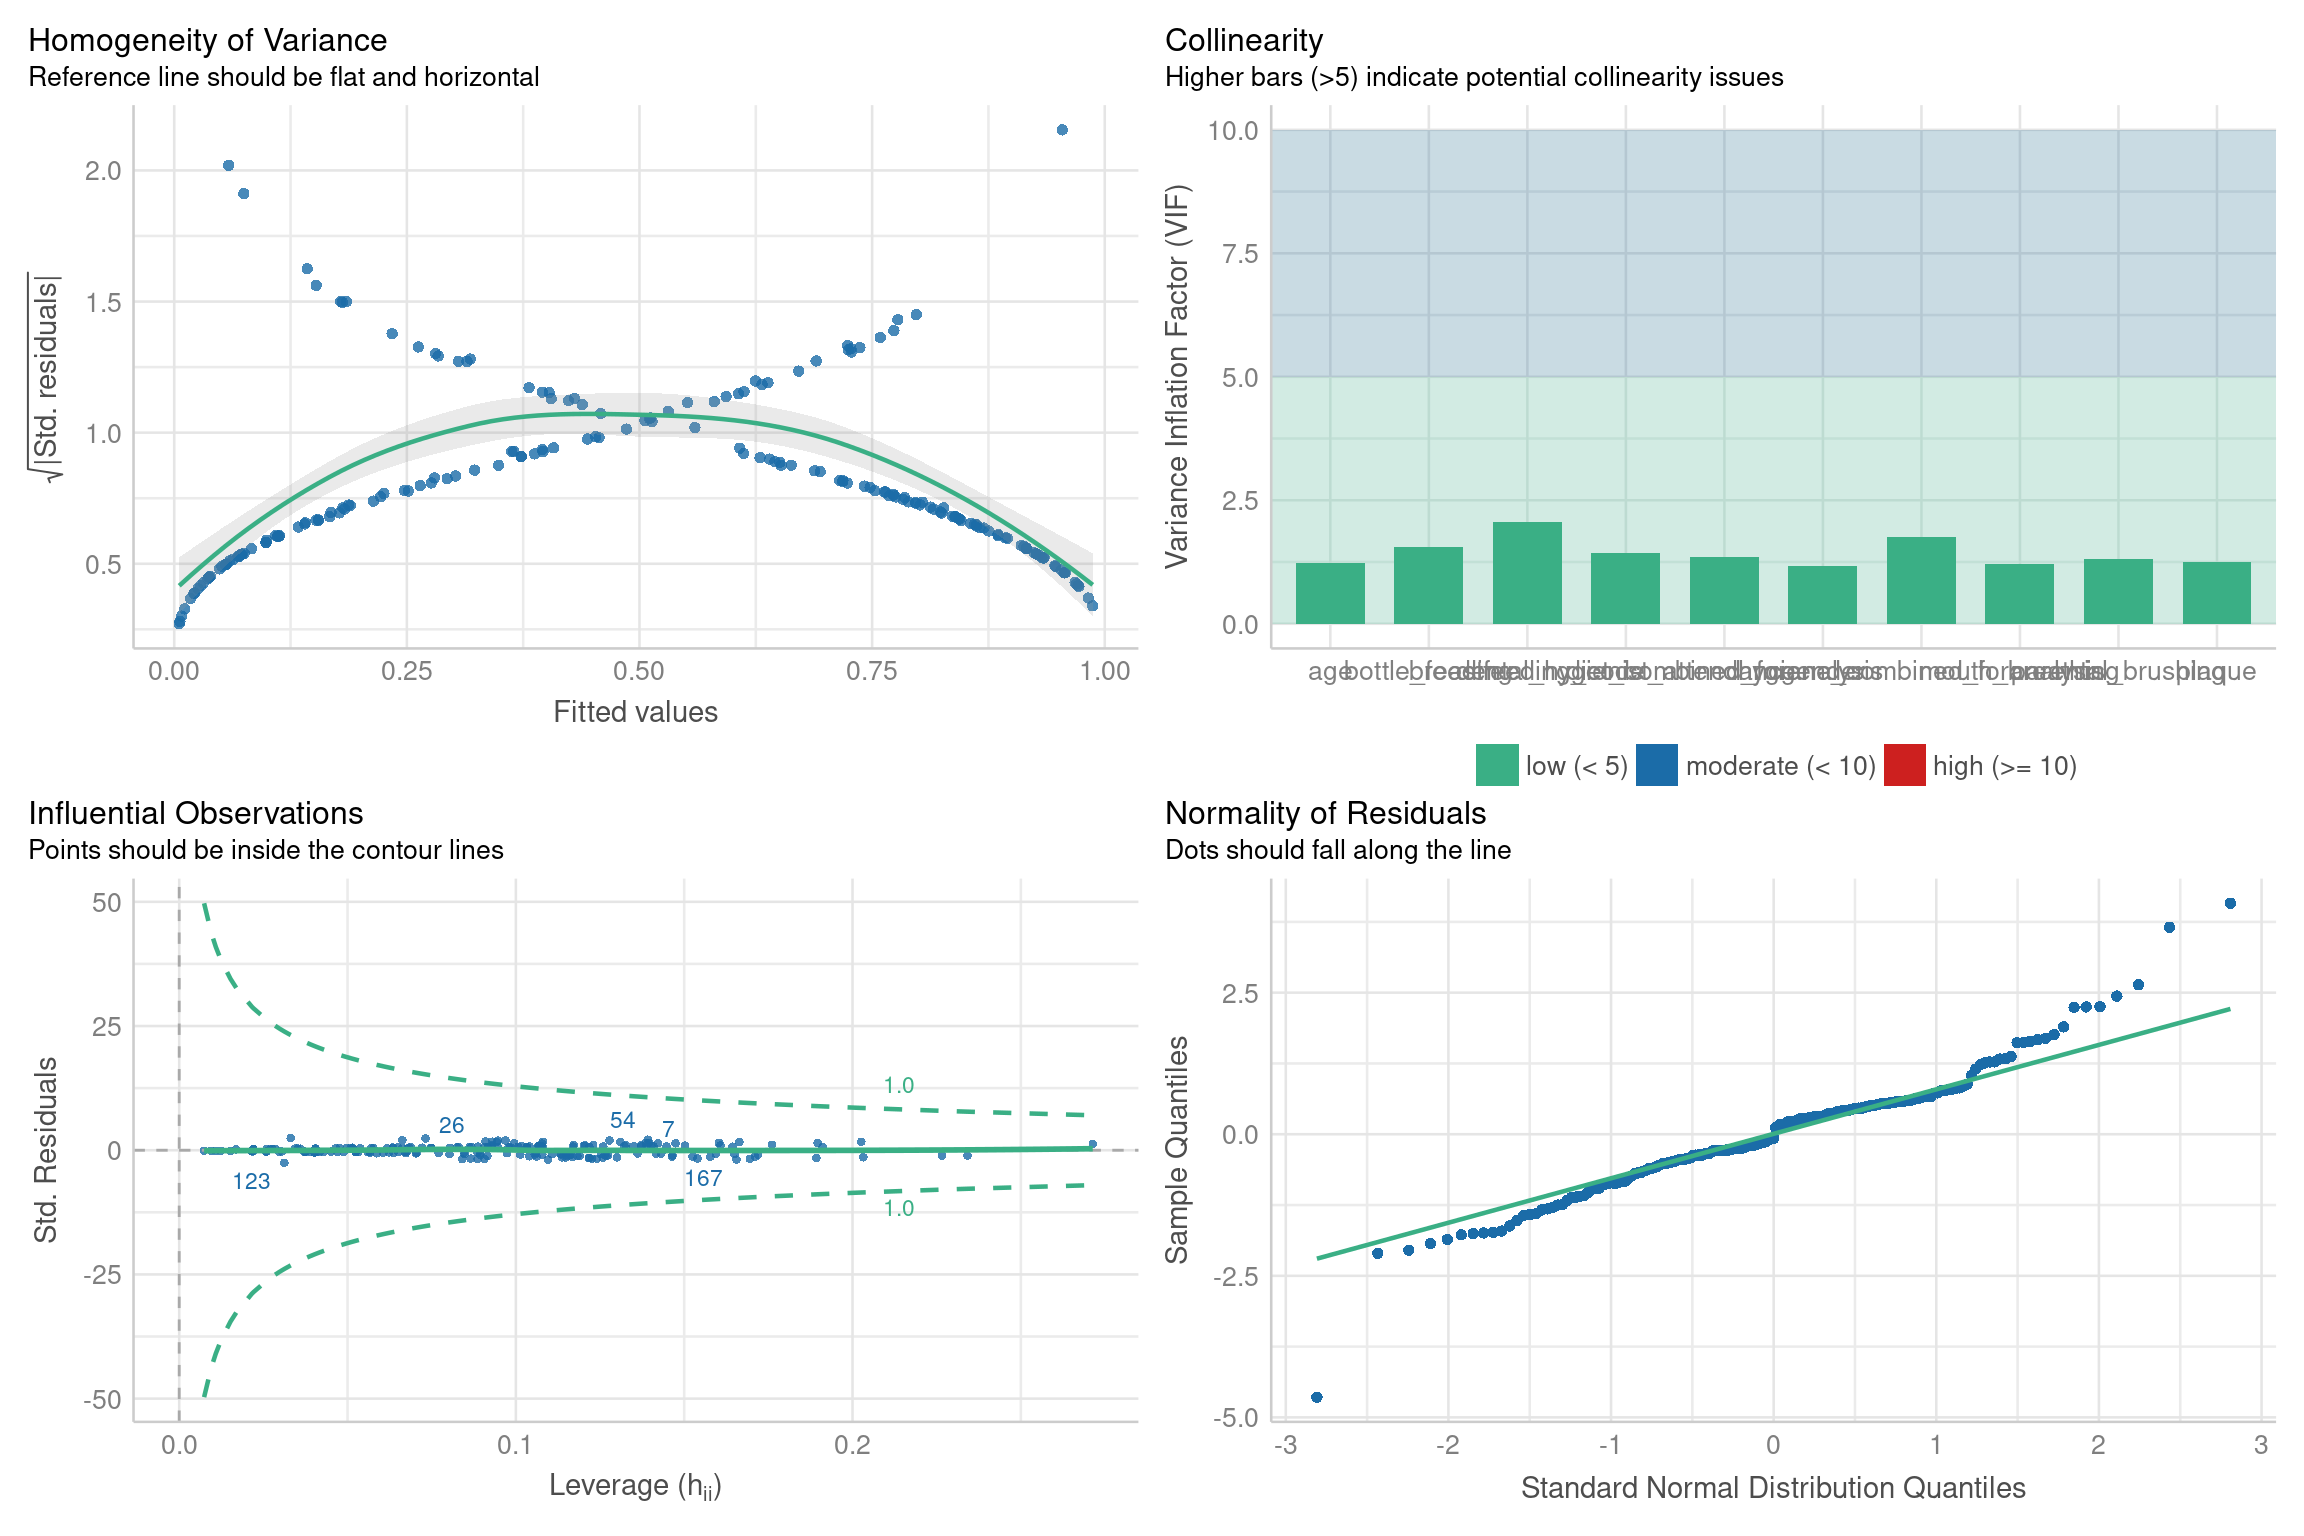 Homogeneity of Variance
Reference line should be flat and horizontal
√|Std. residuals|
2.0
1.5
1.0
0.5
0.00 0.25 0.50 0.75 1.00
Fitted values
Collinearity
Higher bars (>5) indicate potential collinearity issues
Variance Inflation Factor (VIF)
10.0
7.5
5.0
2.5
0.0
age
plaque
low (< 5) moderate (< 10) high (>= 10)
Influential Observations
Points should be inside the contour lines
Std. Residuals
50
25
0
-25
-50
26
54
7
123
167
1.0
1.0
0.0 0.1 0.2
Leverage (hii)
Normality of Residuals
Dots should fall along the line
Sample Quantiles
2.5
0.0
-2.5
-5.0
-3 -2 -1 0 1 2 3
Standard Normal Distribution Quantiles